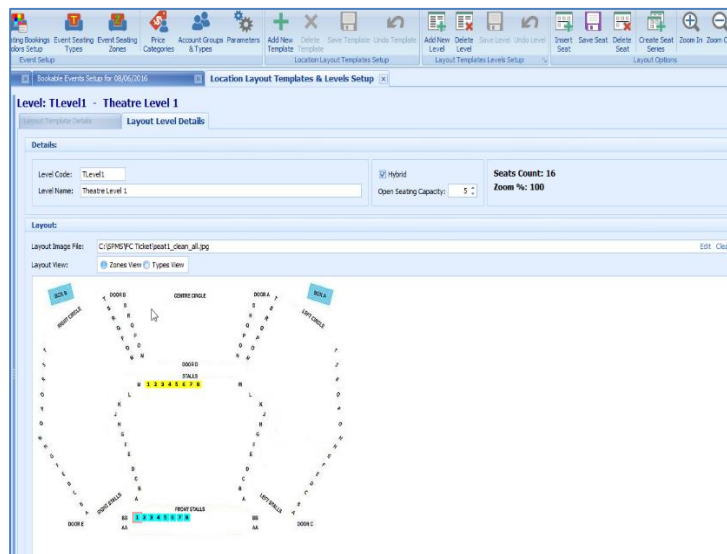 ting Bookings Event Seating Event Seating Price Account Groups Parameters Add New Delete Save Template Undo Template Add New Delete Save Level Undo Level Insert Save Seat Delete Create Seat Zoom In Zoom O
olors Setup Types Zones Categories & Types Template Template Level Level Seat Seat Series
Event Setup Location Layout Templates Setup Layout Templates Levels Setup Layout Options
Bookable Events Setup for 08/06/2016 Location Layout Templates & Levels Setup
Level: TLevel1 - Theatre Level 1
Layout Template Details Layout Level Details
Details:
Level Code: TLevel1 Hybrid Seats Count: 16
Level Name: Theatre Level 1 Open Seating Capacity: 5 Zoom %: 100
Layout:
Layout Image File: C:\SPMS\FC Ticket\seat1_clean_all.jpg Edit Clea
Layout View: Zones View Types View
BOX B DOOR B CENTRE CIRCLE DOOR A BOX A
RIGHT CIRCLE LEFT CIRCLE
DOOR D
STALLS
1 2 3 4 5 6 7 8
RIGHT STALLS LEFT STALLS
FRONT STALLS
DOOR E BB 1 2 3 4 5 6 7 8 BB DOOR C
AA AA